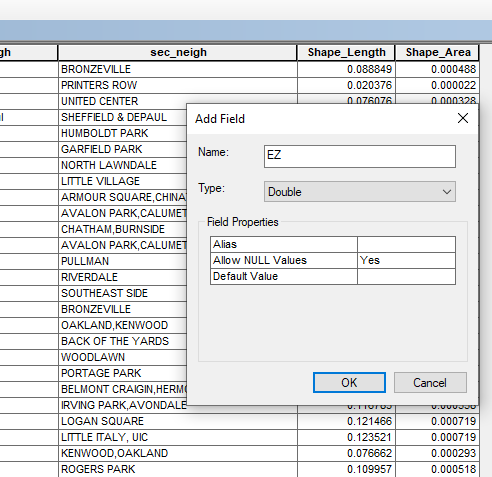 gh sec_neigh Shape_Length Shape_Area
BRONZEVILLE 0.088849 0.000488
PRINTERS ROW 0.020376 0.000022
UNITED CENTER 0.076076 0.000328
SHEFFIELD & DEPAUL
HUMBOLDT PARK
GARFIELD PARK
NORTH LAWNDALE
LITTLE VILLAGE
ARMOUR SQUARE,CHINA
AVALON PARK,CALUMET
CHATHAM,BURNSIDE
AVALON PARK,CALUMET
PULLMAN
RIVERDALE
SOUTHEAST SIDE
BRONZEVILLE
OAKLAND,KENWOOD
BACK OF THE YARDS
WOODLAWN
PORTAGE PARK
BELMONT CRAIGIN,HERMO
IRVING PARK,AVONDALE
LOGAN SQUARE 0.121466 0.000719
LITTLE ITALY, UIC 0.123521 0.000719
KENWOOD,OAKLAND 0.076662 0.000293
ROGERS PARK 0.109957 0.000518
Add Field
Name: EZ
Type: Double
Field Properties
Alias
Allow NULL Values Yes
Default Value
OK Cancel